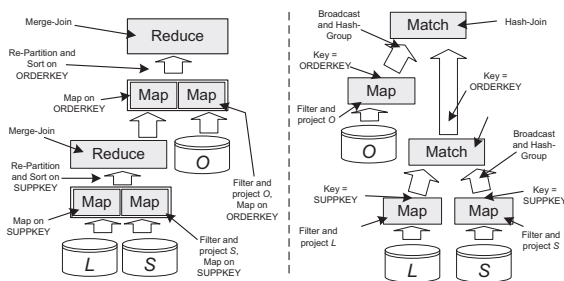 Merge-Join
Reduce
Re-Partition and
Sort on ORDERKEY
Map on
ORDERKEY
Map
Map
Merge-Join
Reduce
O
Re-Partition
and Sort on
SUPPKEY
Filter and
project O,
Map on
ORDERKEY
Map on
SUPPKEY
Map
Map
Filter and
project S,
Map on
SUPPKEY
L
S
Broadcast
and Hash-
Group
Match
Hash-Join
Key =
ORDERKEY
Map
Filter and
project O
Key =
ORDERKEY
O
Match
Broadcast
and Hash-
Group
Key =
SUPPKEY
Key =
SUPPKEY
Map
Map
Filter and
project L
Filter and
project S
L
S